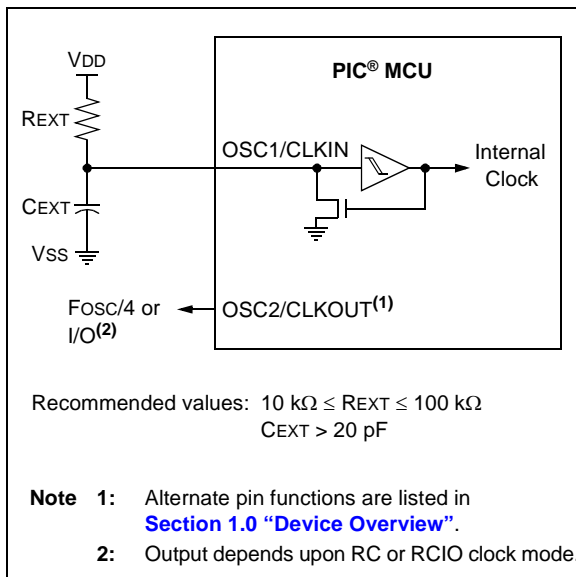 VDD
PIC® MCU
REXT
OSC1/CLKIN
Internal
Clock
CEXT
VSS
FOSC/4 or
I/O(2)
OSC2/CLKOUT(1)
Recommended values: 10 kΩ ≤ REXT ≤ 100 kΩ
CEXT > 20 pF
Note 1: Alternate pin functions are listed in
Section 1.0 “Device Overview”.
2: Output depends upon RC or RCIO clock mode.